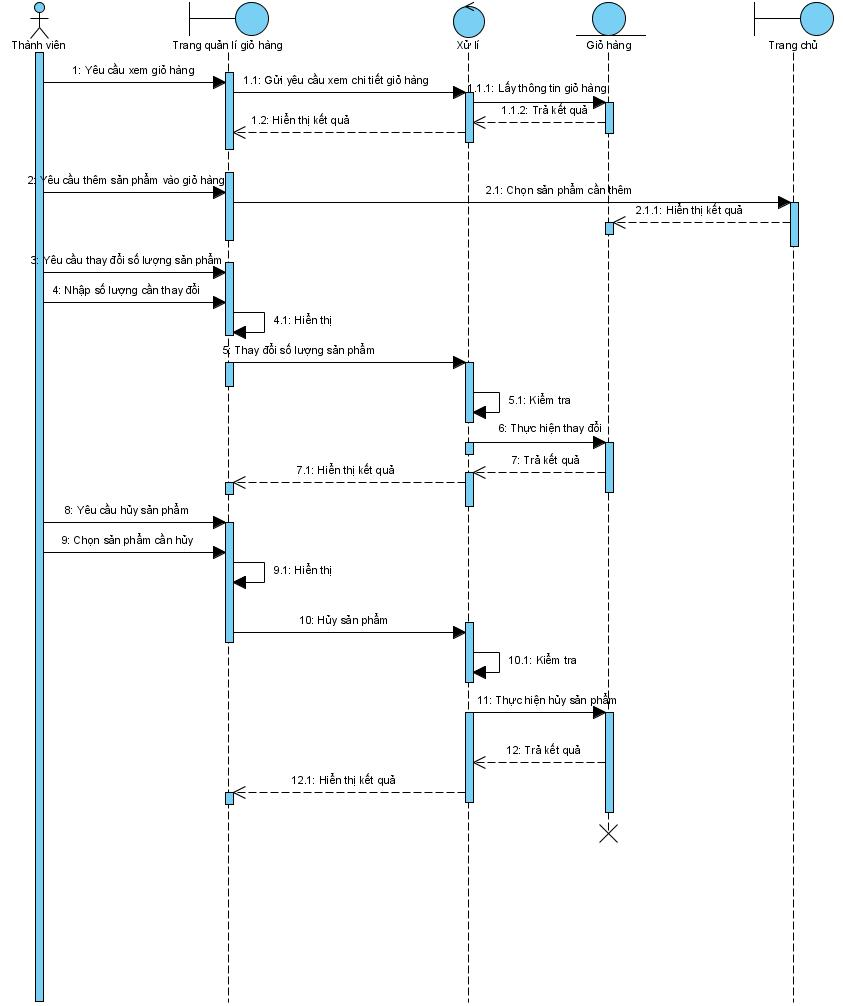 Thành viên
Trang quản lí giỏ hàng
Xử lí
Giỏ hàng
Trang chủ
1: Yêu cầu xem giỏ hàng
1.1: Gửi yêu cầu xem chi tiết giỏ hàng
1.1.1: Lấy thông tin giỏ hàng
1.1.2: Trả kết quả
1.2: Hiển thị kết quả
2: Yêu cầu thêm sản phẩm vào giỏ hàng
2.1: Chọn sản phẩm cần thêm
2.1.1: Hiển thị kết quả
3: Yêu cầu thay đổi số lượng sản phẩm
4: Nhập số lượng cần thay đổi
4.1: Hiển thị
5: Thay đổi số lượng sản phẩm
5.1: Kiểm tra
6: Thực hiện thay đổi
7: Trả kết quả
7.1: Hiển thị kết quả
8: Yêu cầu hủy sản phẩm
9: Chọn sản phẩm cần hủy
9.1: Hiển thị
10: Hủy sản phẩm
10.1: Kiểm tra
11: Thực hiện hủy sản phẩm
12: Trả kết quả
12.1: Hiển thị kết quả